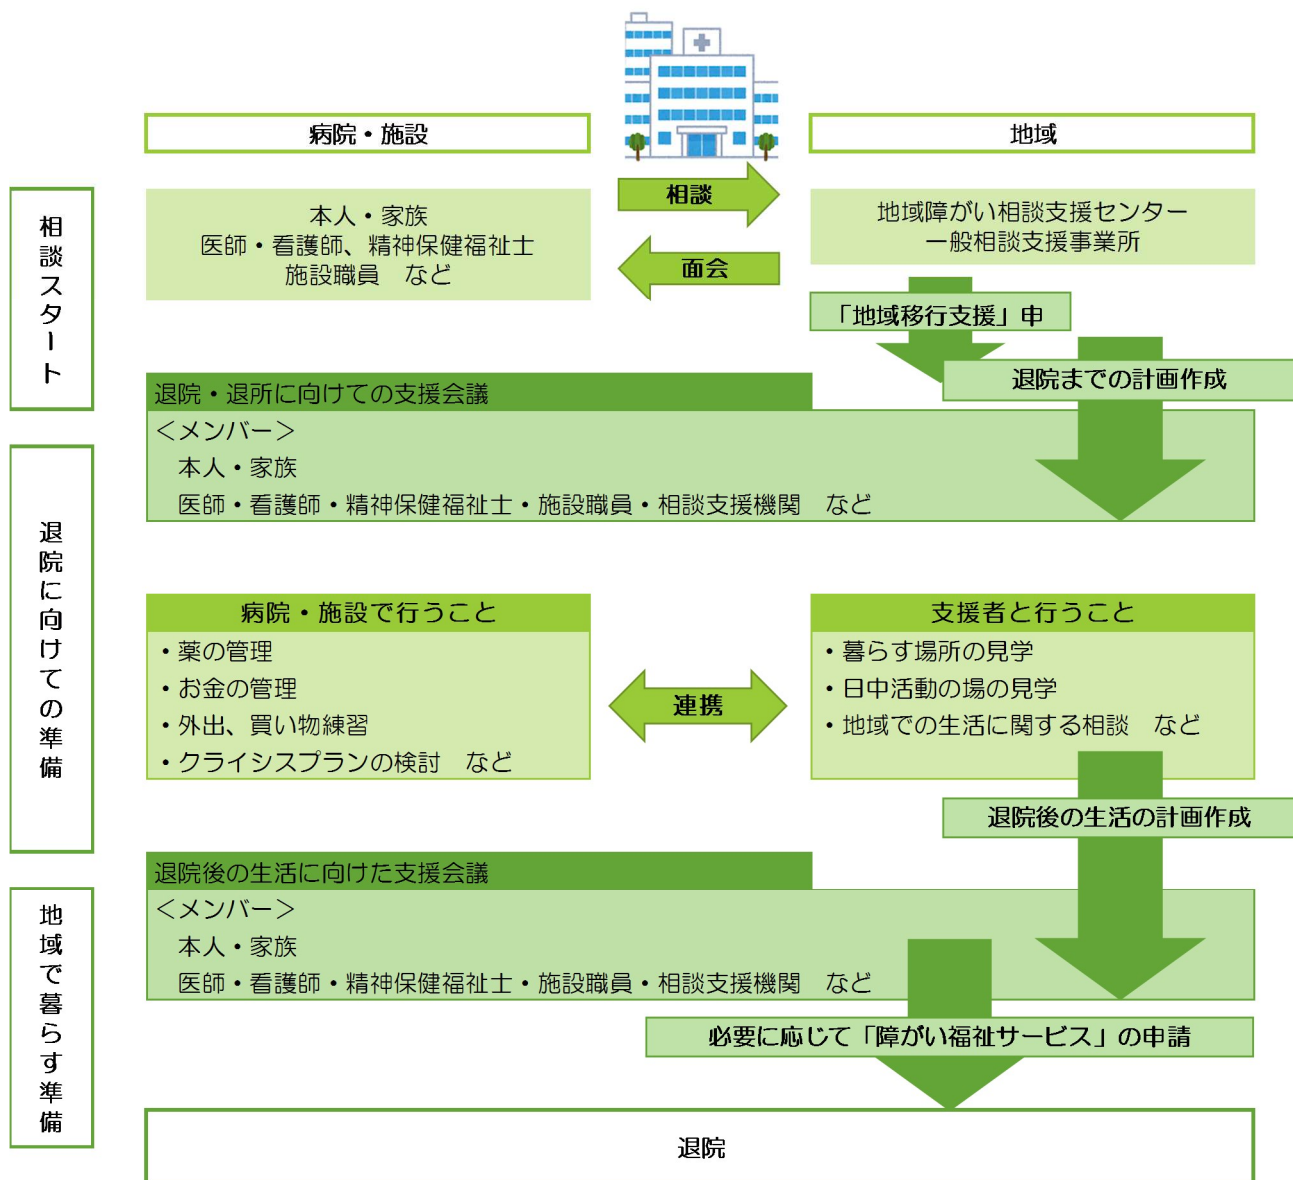 病院・施設
地域
相談スタート
本人・家族
医師・看護師、精神保健福祉士
施設職員　など
相談
面会
地域障がい相談支援センター
一般相談支援事業所
「地域移行支援」申
退院までの計画作成
退院・退所に向けての支援会議
＜メンバー＞
本人・家族
医師・看護師・精神保健福祉士・施設職員・相談支援機関　など
退院に向けての準備
病院・施設で行うこと
・薬の管理
・お金の管理
・外出、買い物練習
・クライシスプランの検討　など
連携
支援者と行うこと
・暮らす場所の見学
・日中活動の場の見学
・地域での生活に関する相談　など
退院後の生活の計画作成
退院後の生活に向けた支援会議
＜メンバー＞
本人・家族
医師・看護師・精神保健福祉士・施設職員・相談支援機関　など
地域で暮らす準備
必要に応じて「障がい福祉サービス」の申請
退院